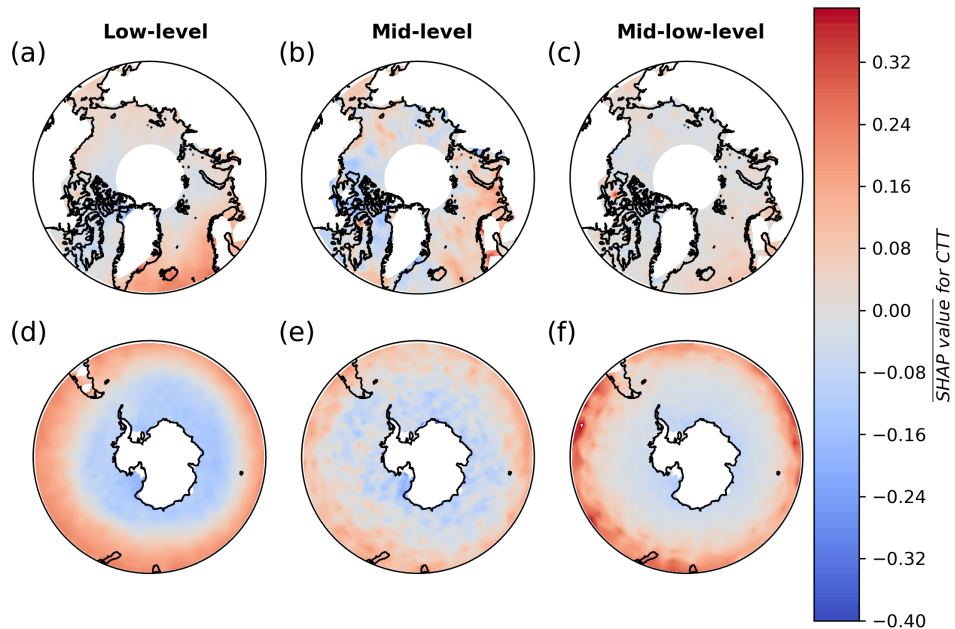 Low-level
Mid-level
Mid-low-level
(a)
(b)
(c)
(d)
(e)
(f)
0.32
0.24
0.16
0.08
0.00
−0.08
−0.16
−0.24
−0.32
−0.40
SHAP value for CTT